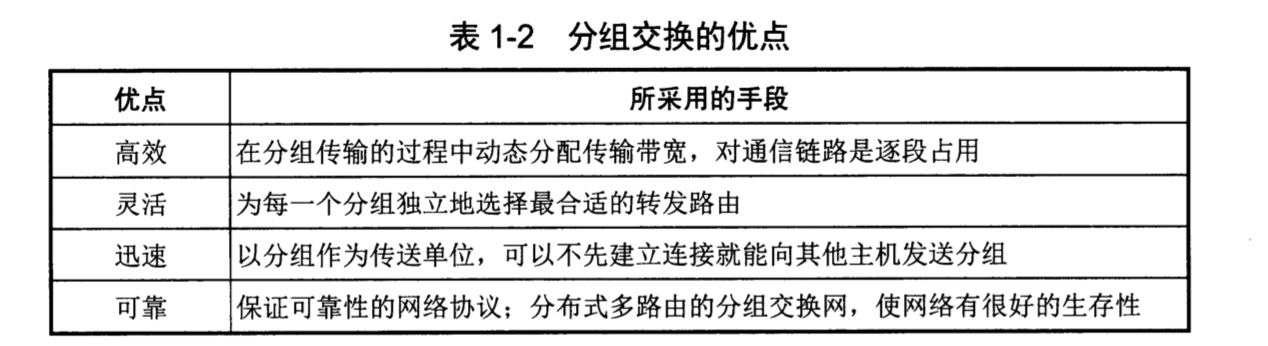 表 1-2 分组交换的优点
优点 所采用的手段
高效 在分组传输的过程中动态分配传输带宽，对通信链路是逐段占用
灵活 为每一个分组独立地选择最合适的转发路由
迅速 以分组作为传送单位，可以不先建立连接就能向其他主机发送分组
可靠 保证可靠性的网络协议；分布式多路由的分组交换网，使网络有很好的生存性